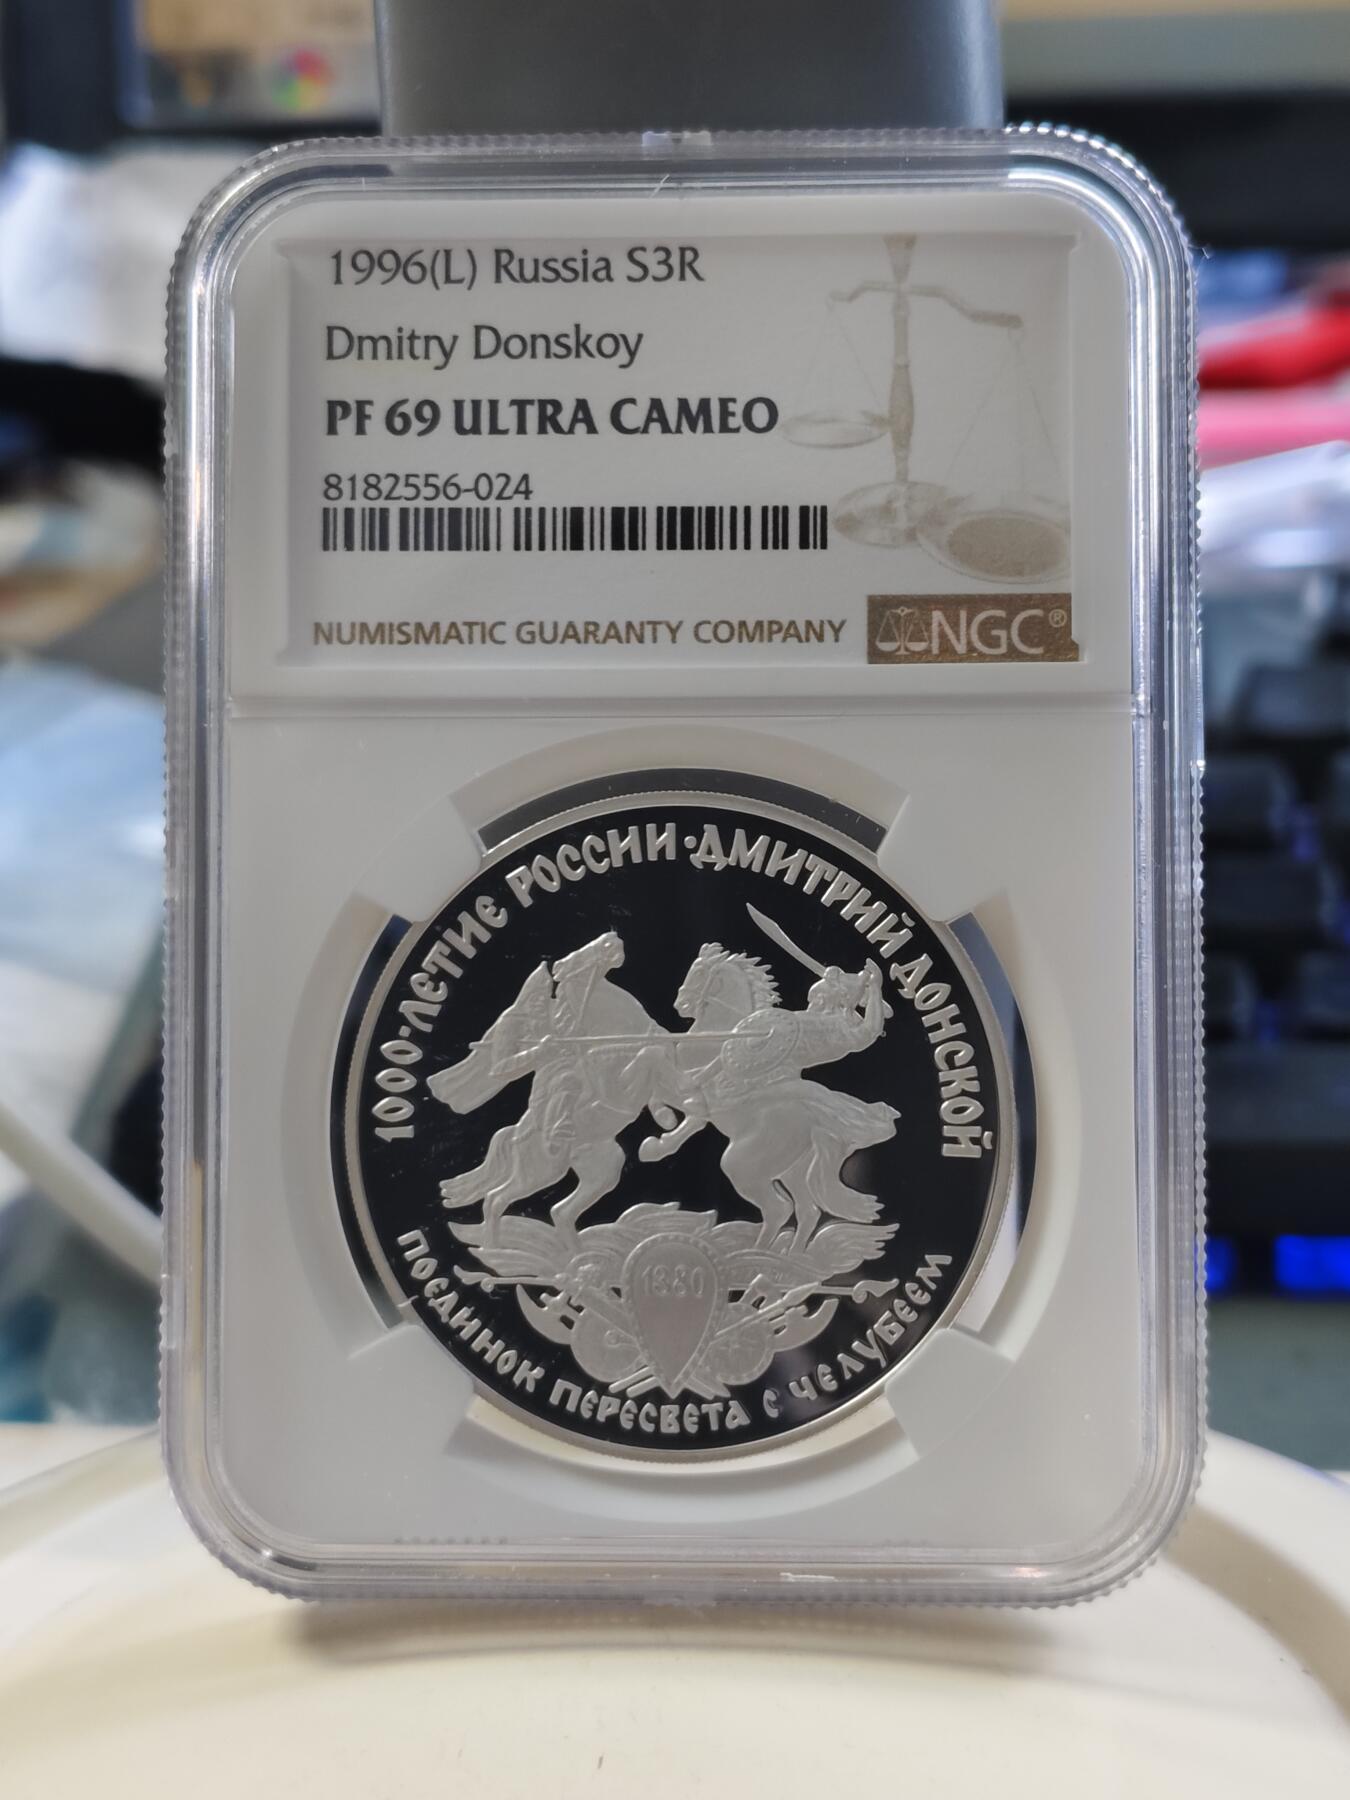 1996(L) Russia S3R
Dmitry Donskoy
PF 69 ULTRA CAMEO
8182556-024
NUMISMATIC GUARANTY COMPANY
NGC®
1000-ЛЕТИЕ РОССИИ·ДМИТРИЙ ДОНСКОЙ
1380
ПОЕДИНОК ПЕРЕСВЕТА С ЧЕЛУБЕЕМ